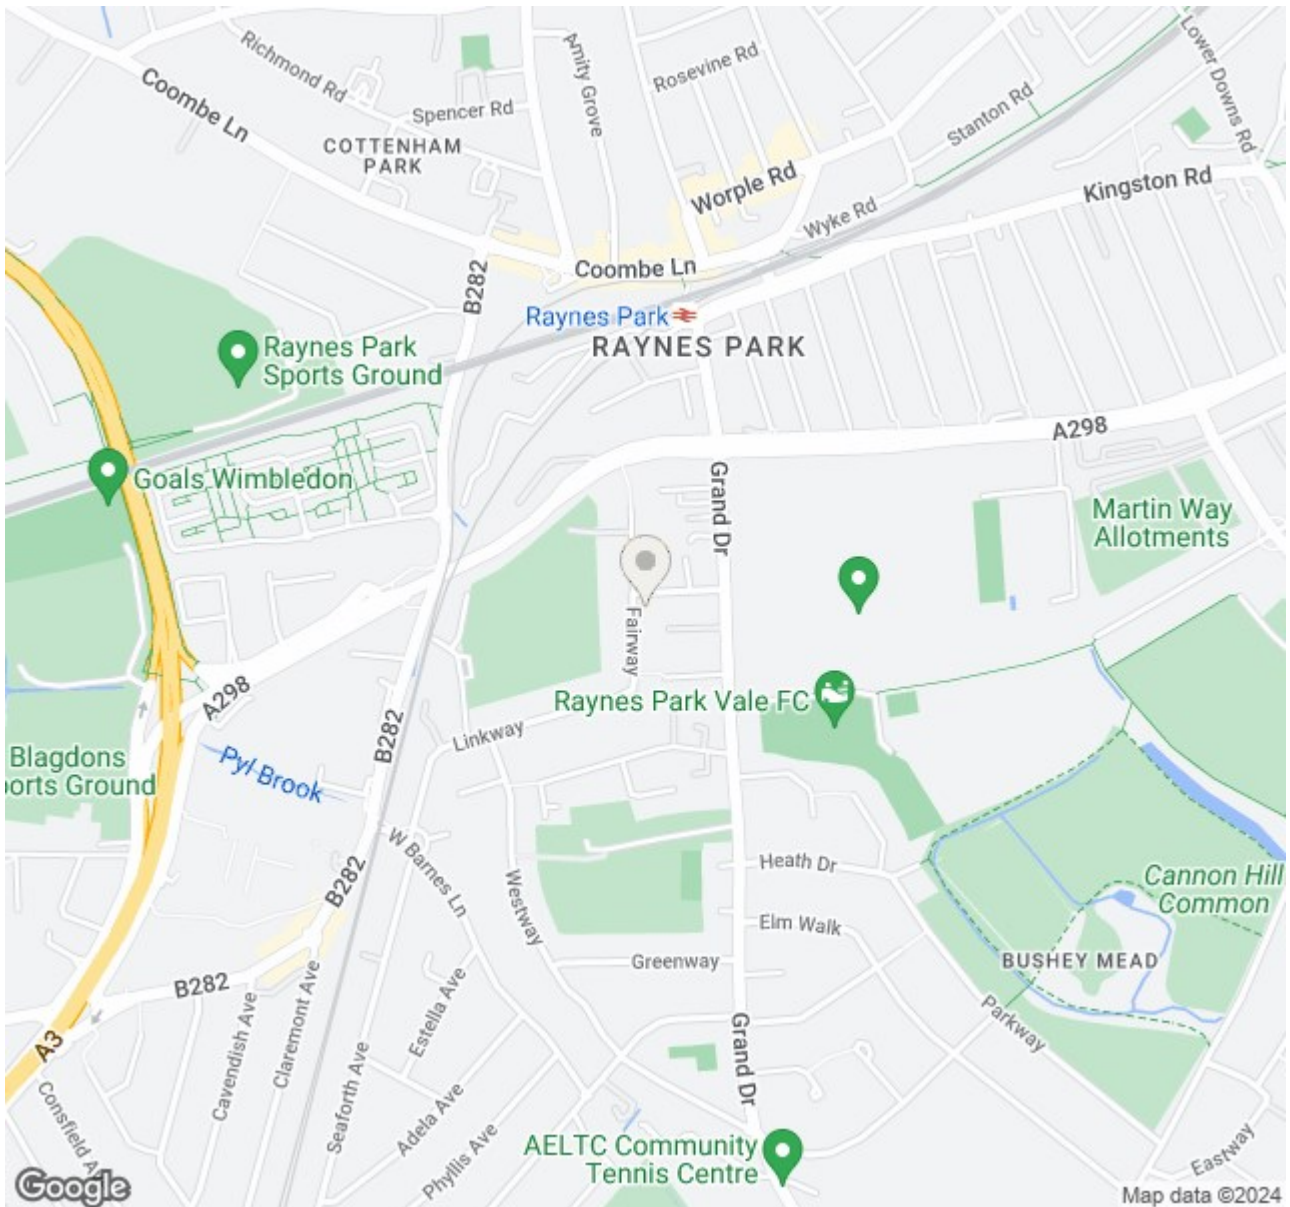 Richmond Rd
Amity Grove
Rosevine Rd
Lower Downs Rd
Coombe Ln
Spencer Rd
Stanton Rd
COTTENHAM
PARK
Worple Rd
Kingston Rd
Wyke Rd
Coombe Ln
B282
Raynes Park
RAYNES PARK
Raynes Park
Sports Ground
A298
Goals Wimbledon
Grand Dr
Martin Way
Allotments
Fairway
A298
Raynes Park Vale FC
B282
Linkway
Blagdons
ports Ground
Pyl Brook
W Barnes Ln
Heath Dr
B282
Westway
Cannon Hill
Common
Elm Walk
Greenway
BUSHEY MEAD
B282
Cavendish Ave
Claremont Ave
Estella Ave
Parkway
A3
Grand Dr
Seaforth Ave
Consfield A
Adela Ave
AELTC Community
Tennis Centre
Phyllis Ave
Eastway
Google
Map data ©2024